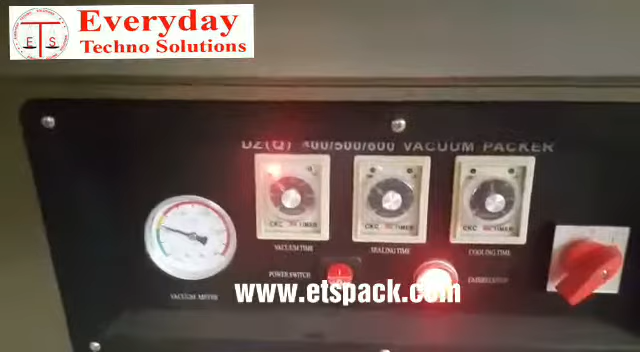 Everyday
Techno Solutions
ETS
DZ(Q) 400/500/600 VACUUM PACKER
CKC TIMER
CKC TIMER
CKC TIMER
VACUUM TIME
SEALING TIME
COOLING TIME
POWER SWITCH
www.etspack.com
VACUUM METER